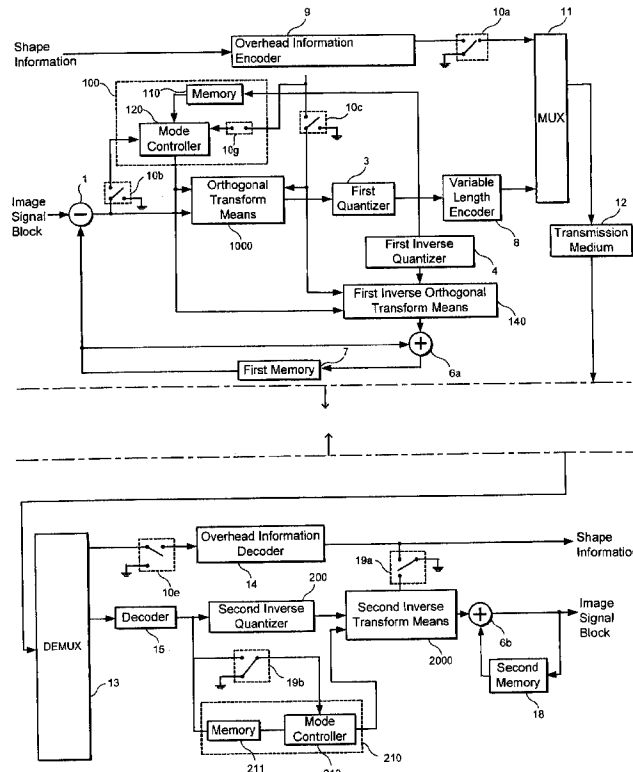 9
10a
11
Shape
Information
Overhead Information
Encoder
100
110
Memory
10c
120
Mode
Controller
10g
MUX
1
10b
3
Orthogonal
Transform
Means
First
Quantizer
Variable
Length
Encoder
Image
Signal
Block
1000
8
12
First Inverse
Quantizer
Transmission
Medium
4
First Inverse Orthogonal
Transform Means
140
7
First Memory
6a
Overhead Information
Decoder
Shape
Information
200
19a
10e
14
DEMUX
Decoder
Second Inverse
Quantizer
Second Inverse
Transform Means
Image
Signal
Block
15
6b
2000
Second
Memory
19b
13
18
Memory
Mode
Controller
210
211